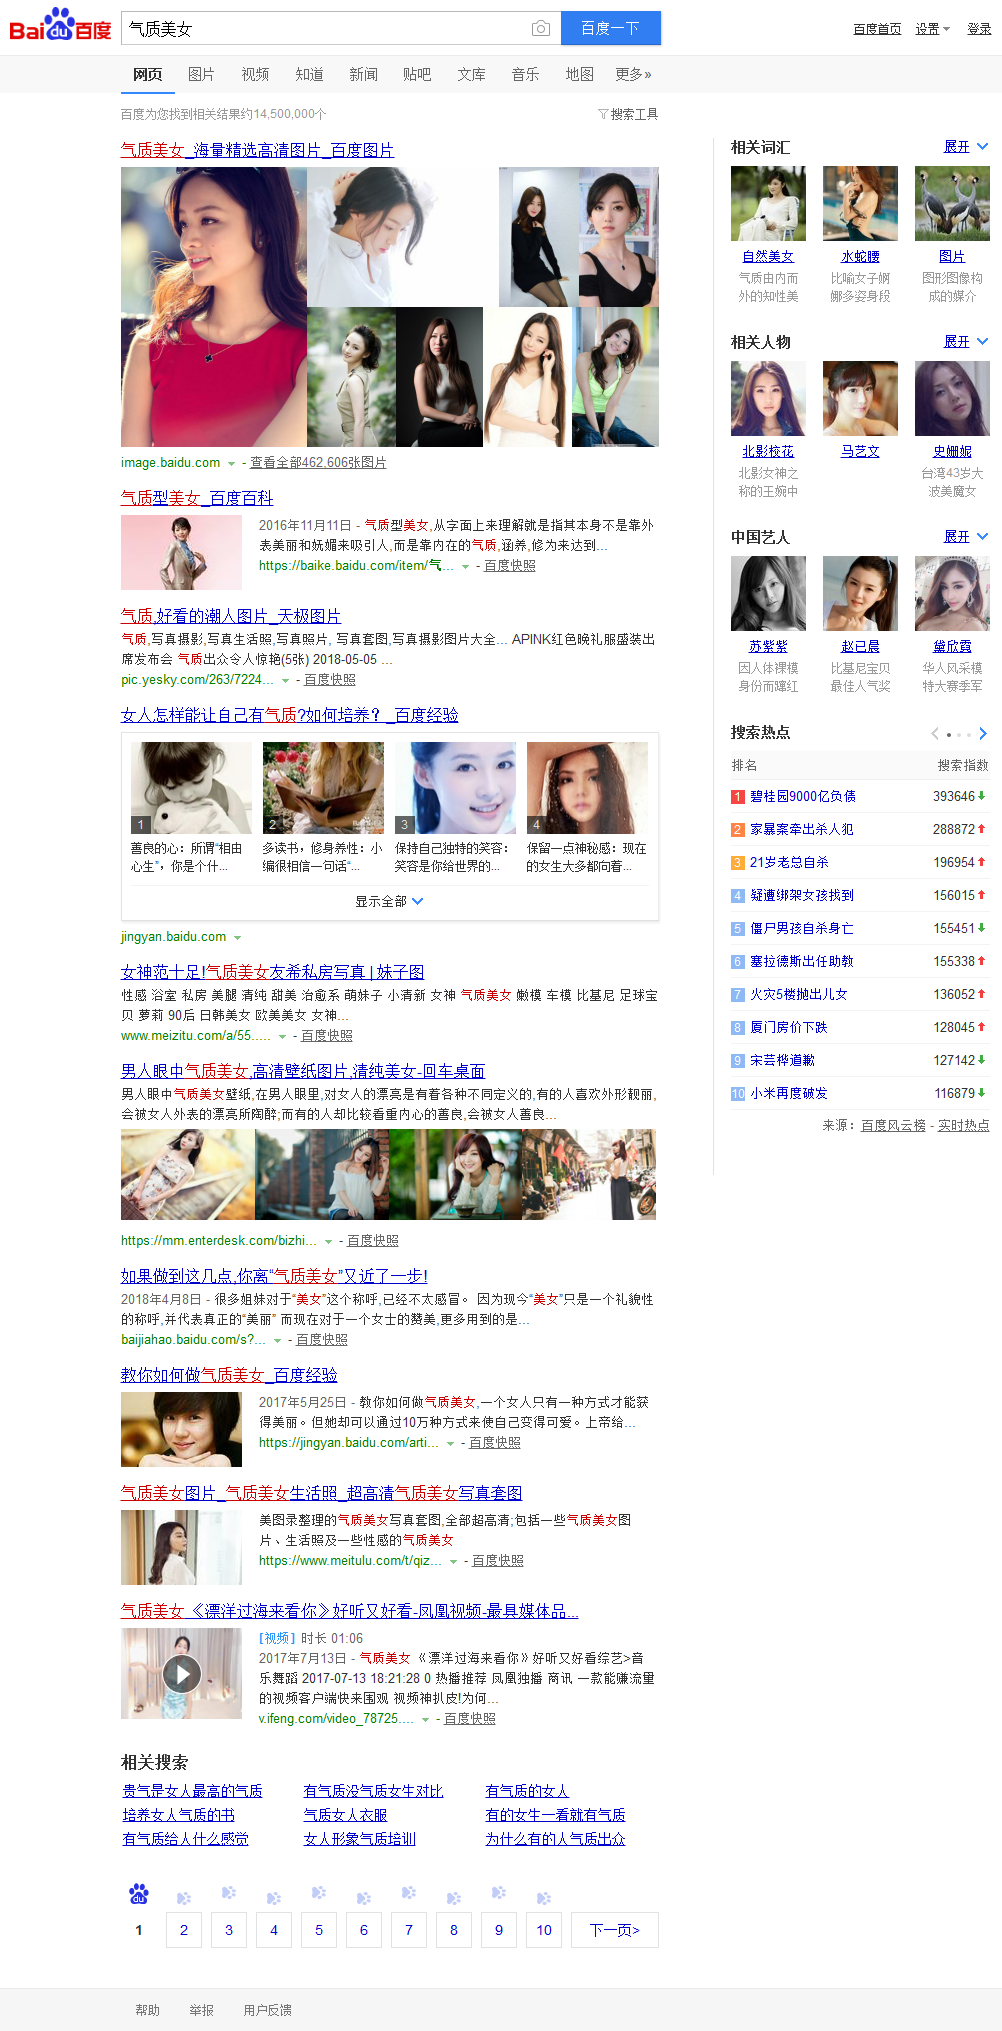 Bai du 百度
气质美女
百度一下
百度首页 设置 登录
网页 图片 视频 知道 新闻 贴吧 文库 音乐 地图 更多»
百度为您找到相关结果约14,500,000个
搜索工具
气质美女_海量精选高清图片_百度图片
image.baidu.com - 查看全部462,606张图片
气质型美女_百度百科
2016年11月11日 - 气质型美女,从字面上来理解就是指其本身不是靠外
表美丽和妩媚来吸引人,而是靠内在的气质,涵养,修为来达到...
https://baike.baidu.com/item/气... - 百度快照
气质,好看的潮人图片_天极图片
气质,写真摄影,写真生活照,写真照片, 写真套图,写真摄影图片大全... APINK红色晚礼服盛装出
席发布会 气质出众令人惊艳(5张) 2018-05-05 ...
pic.yesky.com/263/7224... - 百度快照
女人怎样能让自己有气质?如何培养？_百度经验
1
2
3
4
善良的心：所谓“相由
心生”，你是个什...
多读书，修身养性：小
编很相信一句话“...
保持自己独特的笑容：
笑容是你给世界的...
保留一点神秘感：现在
的女生大多都向着...
显示全部
jingyan.baidu.com
女神范十足!气质美女友希私房写真 | 妹子图
性感 浴室 私房 美腿 清纯 甜美 治愈系 萌妹子 小清新 女神 气质美女 嫩模 车模 比基尼 足球宝
贝 萝莉 90后 日韩美女 欧美美女 女神...
www.meizitu.com/a/55..... - 百度快照
男人眼中气质美女,高清壁纸图片,清纯美女-回车桌面
男人眼中气质美女壁纸,在男人眼里,对女人的漂亮是有着各种不同定义的,有的人喜欢外形靓丽,
会被女人外表的漂亮所陶醉;而有的人却比较看重内心的善良,会被女人善良...
https://mm.enterdesk.com/bizhi... - 百度快照
如果做到这几点,你离“气质美女”又近了一步!
2018年4月8日 - 很多姐妹对于“美女”这个称呼,已经不太感冒。 因为现今“美女”只是一个礼貌性
的称呼,并代表真正的“美丽” 而现在对于一个女士的赞美,更多用到的是...
baijiahao.baidu.com/s?... - 百度快照
教你如何做气质美女_百度经验
2017年5月25日 - 教你如何做气质美女,一个女人只有一种方式才能获
得美丽。但她却可以通过10万种方式来使自己变得可爱。上帝给...
https://jingyan.baidu.com/arti... - 百度快照
气质美女图片_气质美女生活照_超高清气质美女写真套图
美图录整理的气质美女写真套图,全部超高清;包括一些气质美女图
片、生活照及一些性感的气质美女
https://www.meitulu.com/t/qiz... - 百度快照
气质美女 《漂洋过海来看你》好听又好看-凤凰视频-最具媒体品...
[视频] 时长 01:06
2017年7月13日 - 气质美女 《漂洋过海来看你》好听又好看综艺>音
乐舞蹈 2017-07-13 18:21:28 0 热播推荐 凤凰独播 商讯 一款能赚流量
的视频客户端快来围观 视频神扒皮!为何...
v.ifeng.com/video_78725.... - 百度快照
相关搜索
贵气是女人最高的气质 有气质没气质女生对比 有气质的女人
培养女人气质的书 气质女人衣服 有的女生一看就有气质
有气质给人什么感觉 女人形象气质培训 为什么有的人气质出众
du
1 2 3 4 5 6 7 8 9 10 下一页>
帮助 举报 用户反馈
相关词汇 展开
自然美女 水蛇腰 图片
气质由内而
外的知性美
比喻女子婀
娜多姿身段
图形图像构
成的媒介
相关人物 展开
北影校花 马艺文 史姗妮
北影女神之
称的王婉中
台湾43岁大
波美魔女
中国艺人 展开
苏紫紫 赵已晨 黛欣霓
因人体裸模
身份而蹿红
比基尼宝贝
最佳人气奖
华人风采模
特大赛季军
搜索热点
排名 搜索指数
1 碧桂园9000亿负债 393646
2 家暴案牵出杀人犯 288872
3 21岁老总自杀 196954
4 疑遭绑架女孩找到 156015
5 僵尸男孩自杀身亡 155451
6 塞拉德斯出任助教 155338
7 火灾5楼抛出儿女 136052
8 厦门房价下跌 128045
9 宋芸桦道歉 127142
10 小米再度破发 116879
来源：百度风云榜 - 实时热点